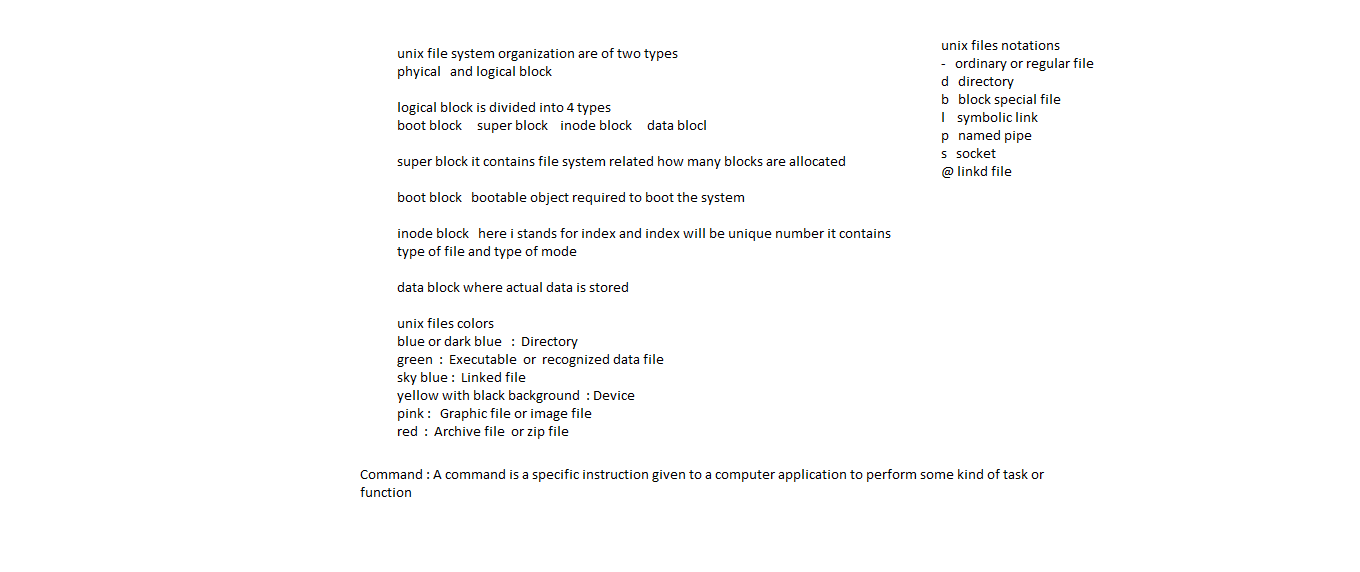 unix file system organization are of two types
phyical and logical block
logical block is divided into 4 types
boot block super block inode block data blocl
super block it contains file system related how many blocks are allocated
boot block bootable object required to boot the system
inode block here i stands for index and index will be unique number it contains
type of file and type of mode
data block where actual data is stored
unix files colors
blue or dark blue : Directory
green : Executable or recognized data file
sky blue : Linked file
yellow with black background : Device
pink : Graphic file or image file
red : Archive file or zip file
unix files notations
- ordinary or regular file
d directory
b block special file
l symbolic link
p named pipe
s socket
@ linkd file
Command : A command is a specific instruction given to a computer application to perform some kind of task or
function